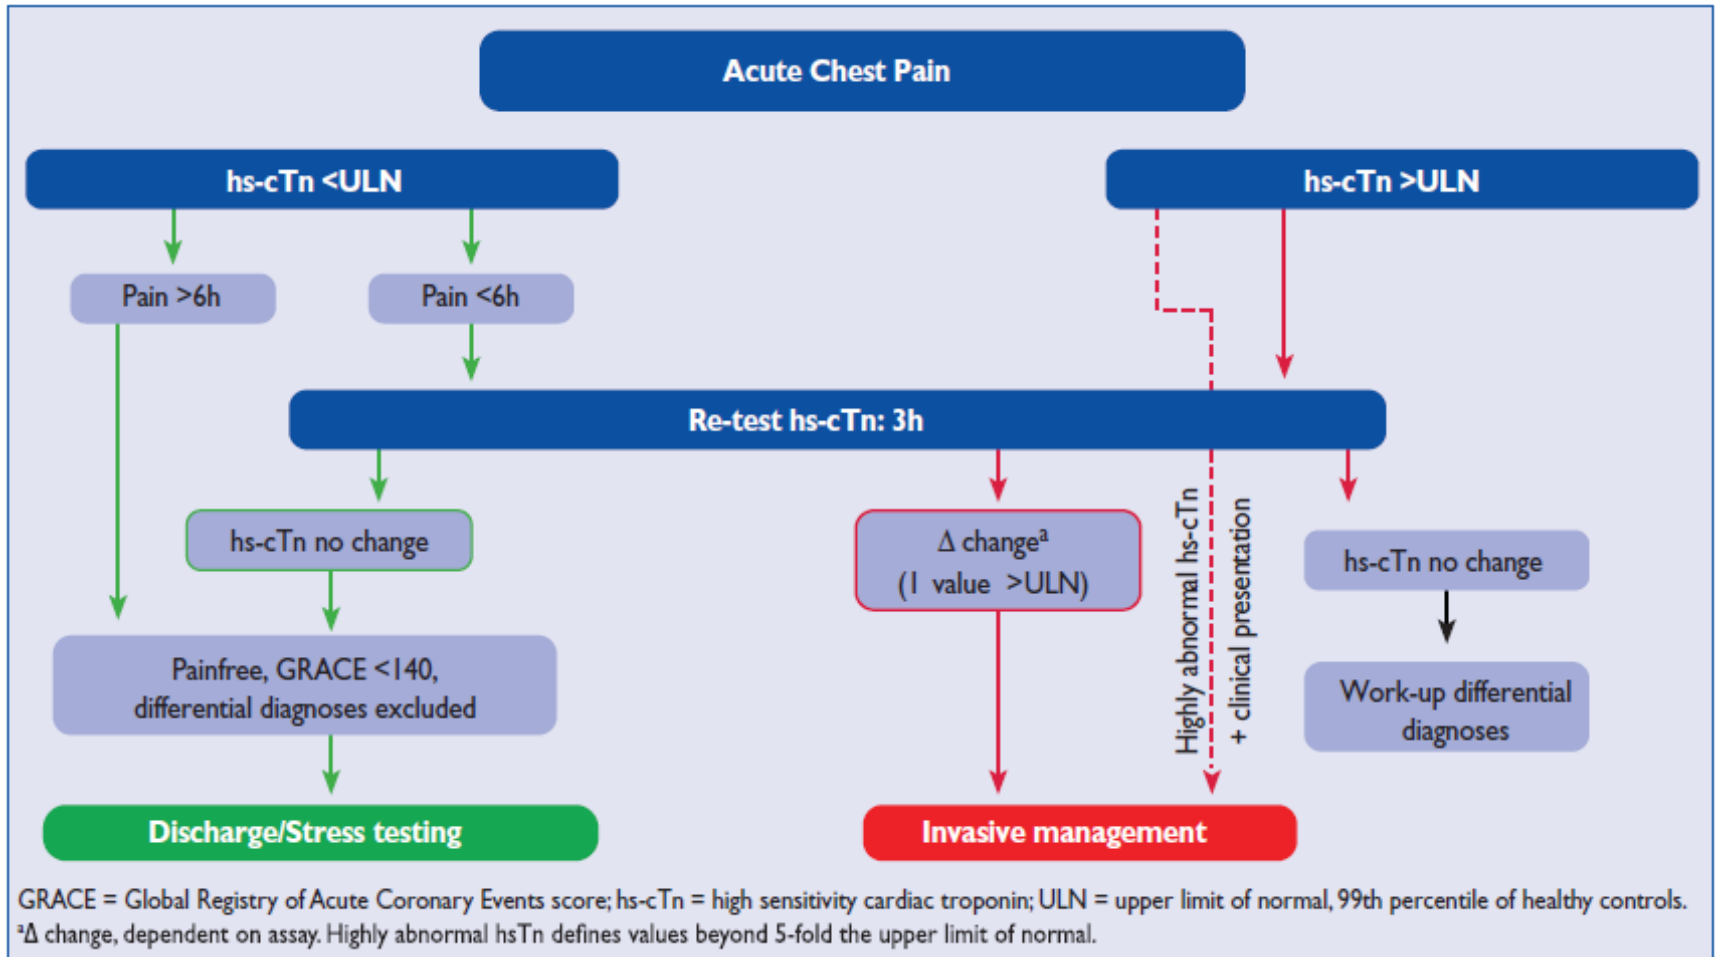 Acute Chest Pain
hs-cTn <ULN
hs-cTn >ULN
Pain >6h
Pain <6h
Re-test hs-cTn: 3h
hs-cTn no change
Δ changeᵃ
(1 value >ULN)
Highly abnormal hs-cTn
+ clinical presentation
hs-cTn no change
Painfree, GRACE <140,
differential diagnoses excluded
Work-up differential
diagnoses
Discharge/Stress testing
Invasive management
GRACE = Global Registry of Acute Coronary Events score; hs-cTn = high sensitivity cardiac troponin; ULN = upper limit of normal, 99th percentile of healthy controls.
ᵃΔ change, dependent on assay. Highly abnormal hsTn defines values beyond 5-fold the upper limit of normal.